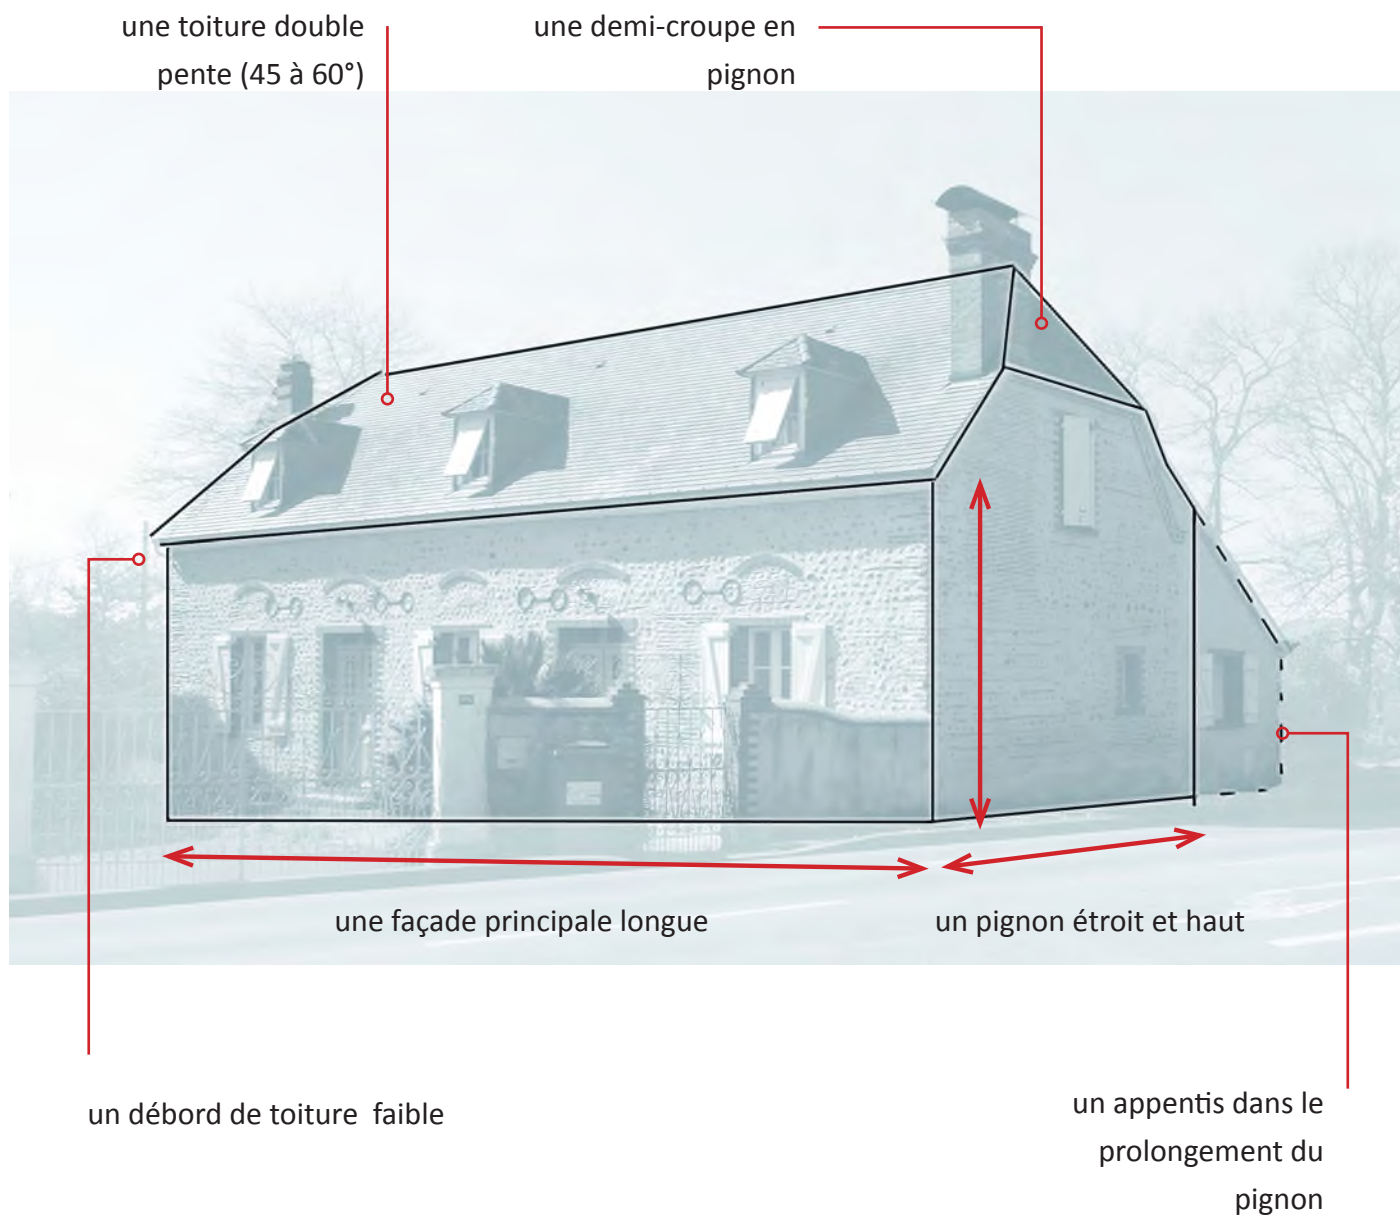 une toiture double
pente (45 à 60°)
une demi-croupe en
pignon
une façade principale longue
un pignon étroit et haut
un débord de toiture  faible
un appentis dans le
prolongement du
pignon